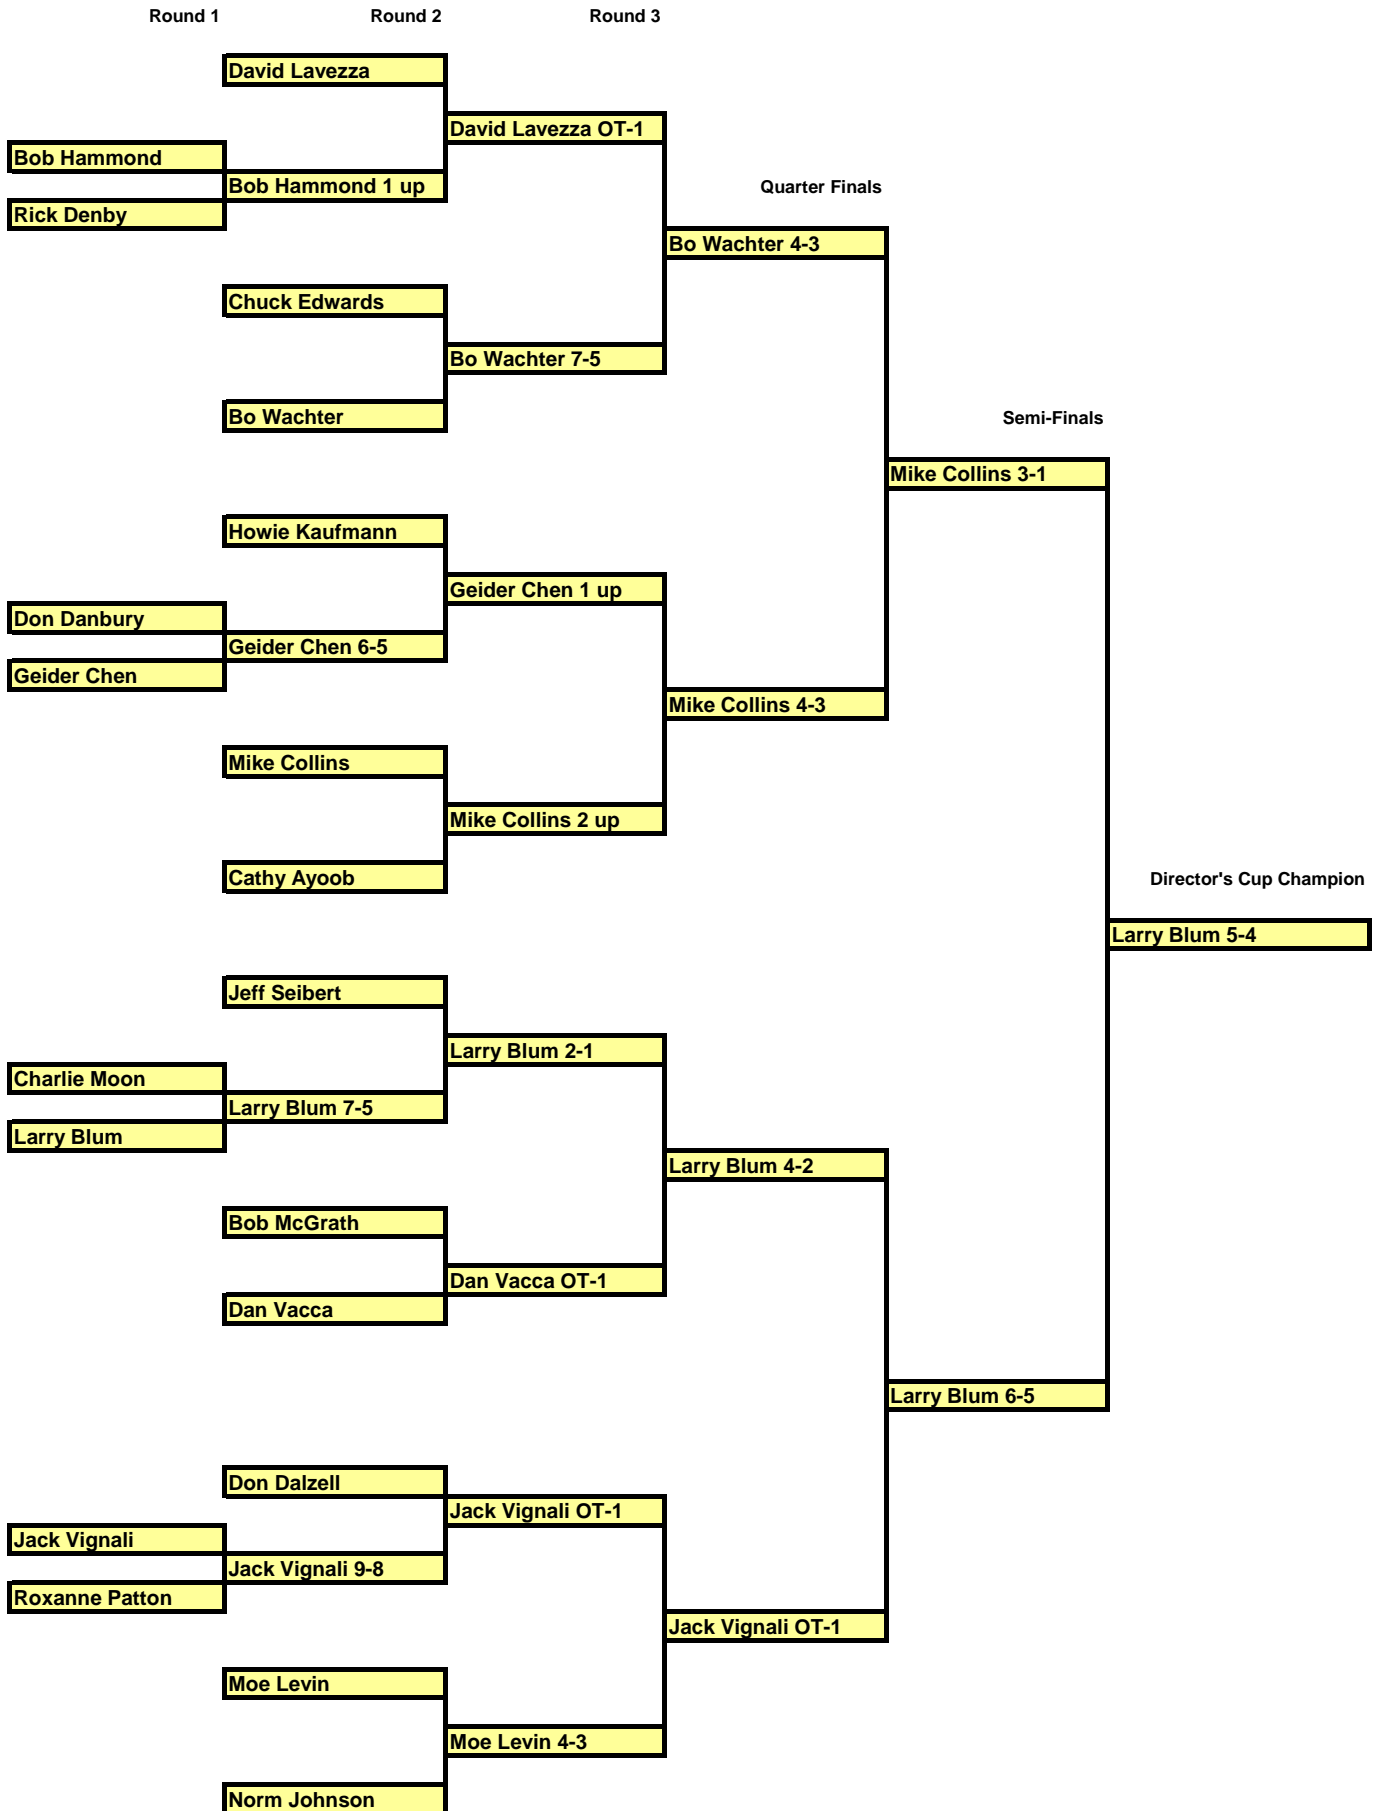 Round 1 Round 2 Round 3
David Lavezza
David Lavezza OT-1
Bob Hammond
Bob Hammond 1 up
Quarter Finals
Rick Denby
Bo Wachter 4-3
Chuck Edwards
Bo Wachter 7-5
Bo Wachter
Semi-Finals
Mike Collins 3-1
Howie Kaufmann
Geider Chen 1 up
Don Danbury
Geider Chen 6-5
Geider Chen
Mike Collins 4-3
Mike Collins
Mike Collins 2 up
Cathy Ayoob
Director's Cup Champion
Larry Blum 5-4
Jeff Seibert
Larry Blum 2-1
Charlie Moon
Larry Blum 7-5
Larry Blum
Larry Blum 4-2
Bob McGrath
Dan Vacca OT-1
Dan Vacca
Larry Blum 6-5
Don Dalzell
Jack Vignali OT-1
Jack Vignali
Jack Vignali 9-8
Roxanne Patton
Jack Vignali OT-1
Moe Levin
Moe Levin 4-3
Norm Johnson